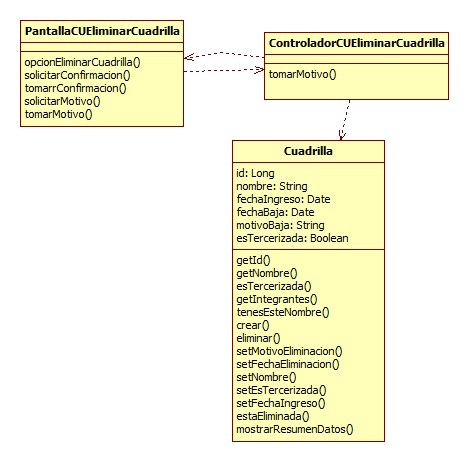 PantallaCUEliminarCuadrilla
opcionEliminarCuadrilla()
solicitarConfirmacion()
tomarrConfirmacion()
solicitarMotivo()
tomarMotivo()
ControladorCUEliminarCuadrilla
tomarMotivo()
Cuadrilla
id: Long
nombre: String
fechaIngreso: Date
fechaBaja: Date
motivoBaja: String
esTercerizada: Boolean
getId()
getNombre()
esTercerizada()
getIntegrantes()
tenesEsteNombre()
crear()
eliminar()
setMotivoEliminacion()
setFechaEliminacion()
setNombre()
setEsTercerizada()
setFechaIngreso()
estaEliminada()
mostrarResumenDatos()